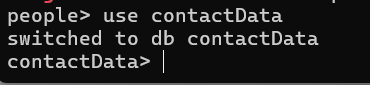 people> use contactData
switched to db contactData
contactData>